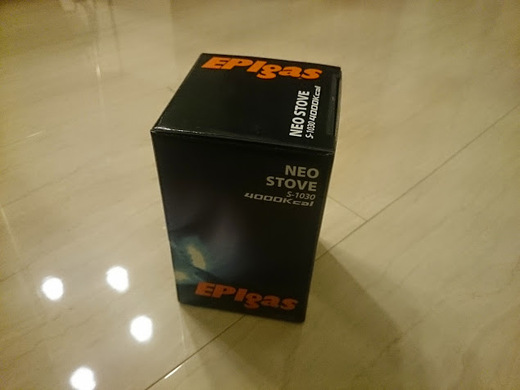 EPIgas
NEO STOVE
S-1030 4000Kcal
NEO
STOVE
S-1030
4000Kcal
EPIgas